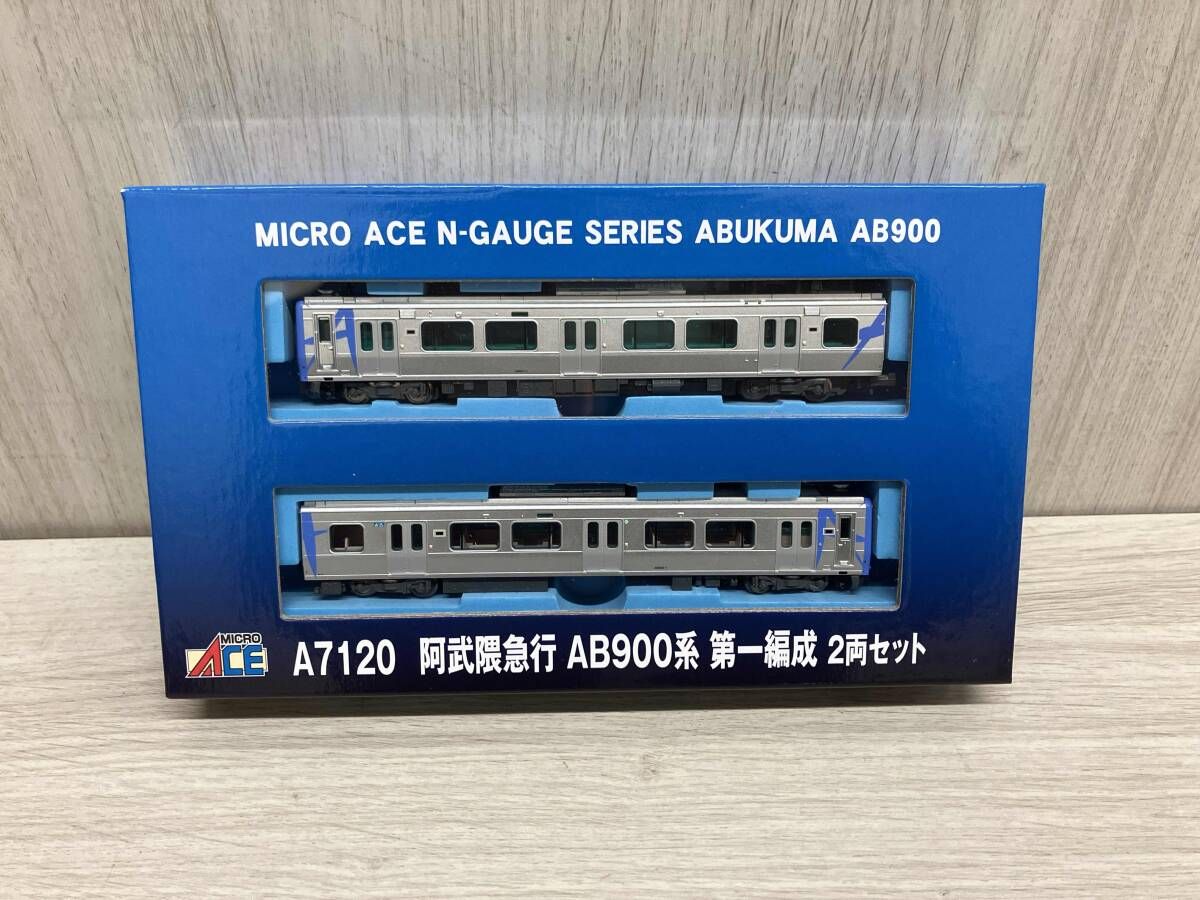 MICRO ACE N-GAUGE SERIES ABUKUMA AB900
MICRO
ACE
A7120 阿武隈急行 AB900系 第一編成 2両セット